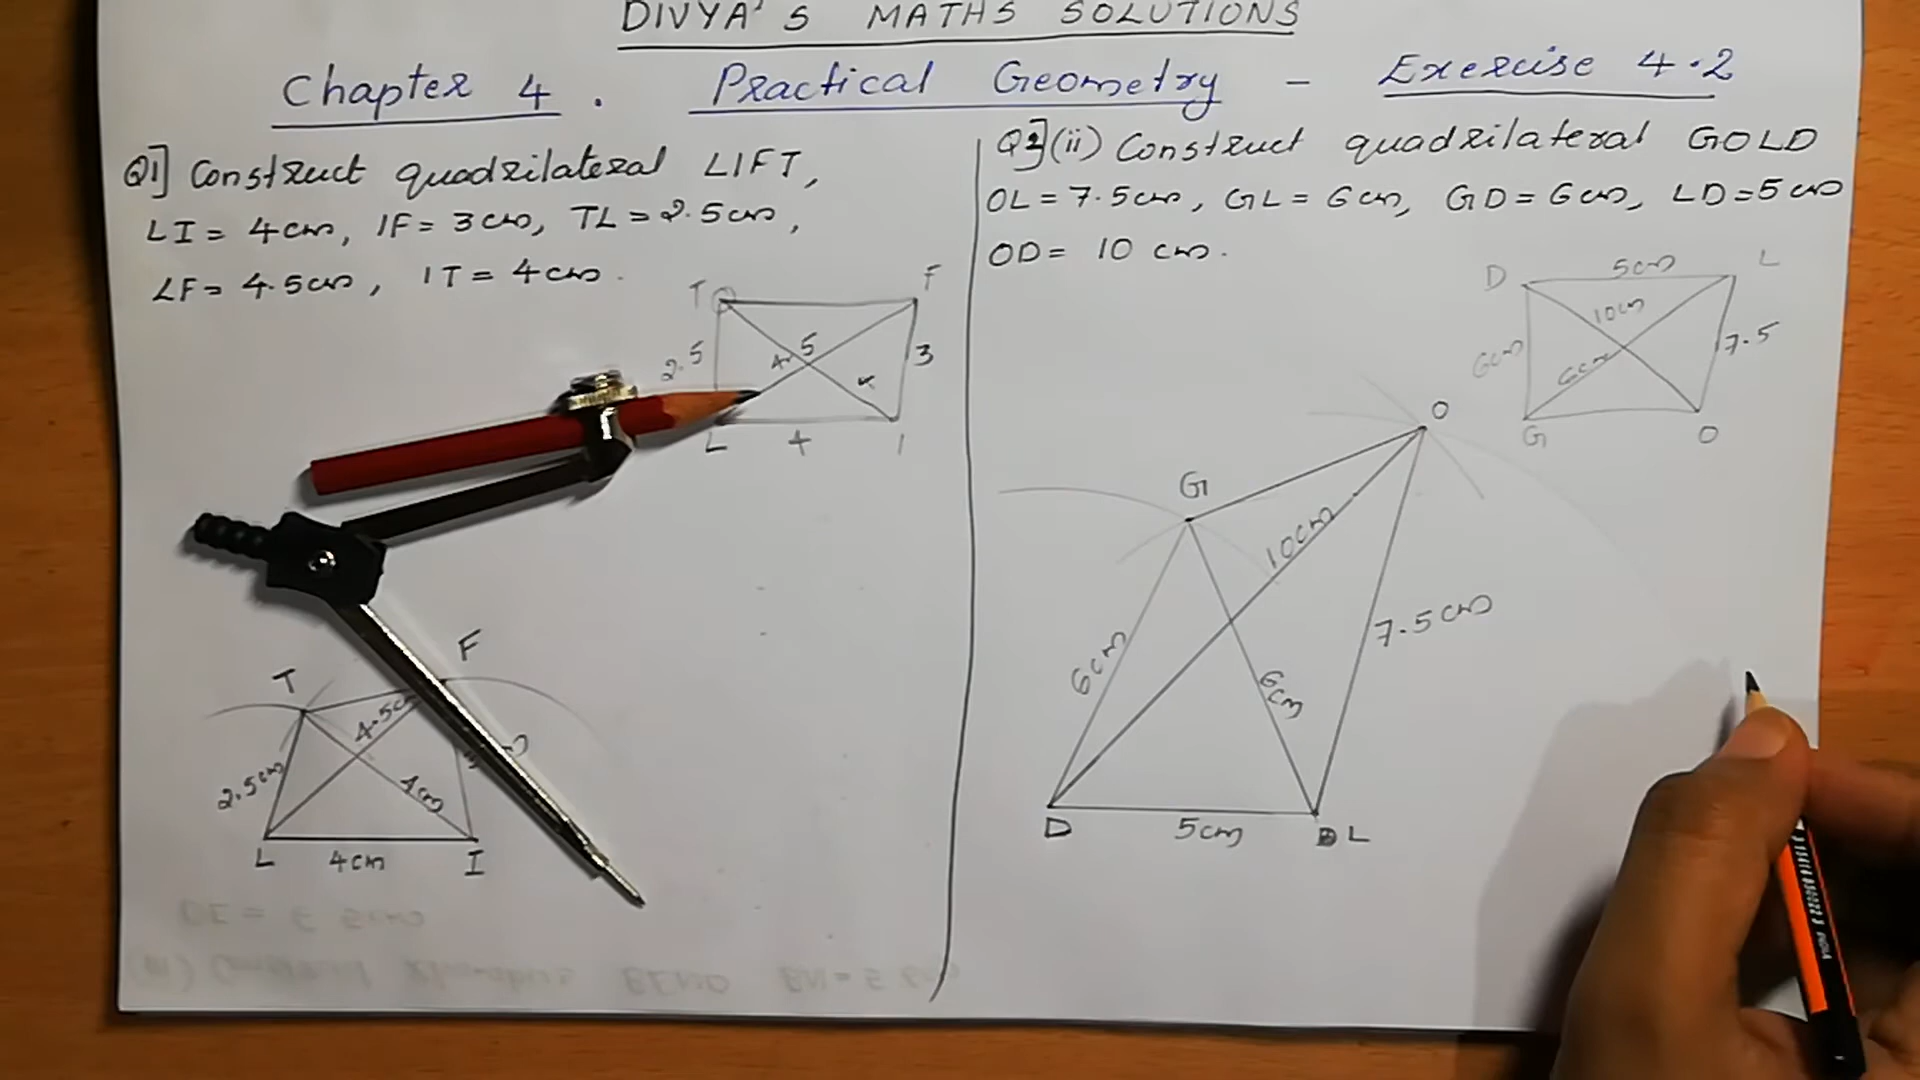 DIVYA'S MATHS SOLUTIONS
Chapter 4. Practical Geometry - Exercise 4.2
Q1] Construct quadrilateral LIFT,
LI = 4cm, IF = 3cm, TL = 2.5cm,
LF = 4.5cm, IT = 4cm.
T F
2.5 4.5 3
4
L 4 I
T F
4.5cm
2.5cm 4cm
L 4cm I
(ii) Construct quadrilateral GOLD
OL = 7.5cm, GL = 6cm, GD = 6cm, LD = 5cm
OD = 10 cm.
D 5cm L
10cm
6cm 6cm 7.5
G O
O
G
10cm
6cm 6cm 7.5cm
D 5cm L